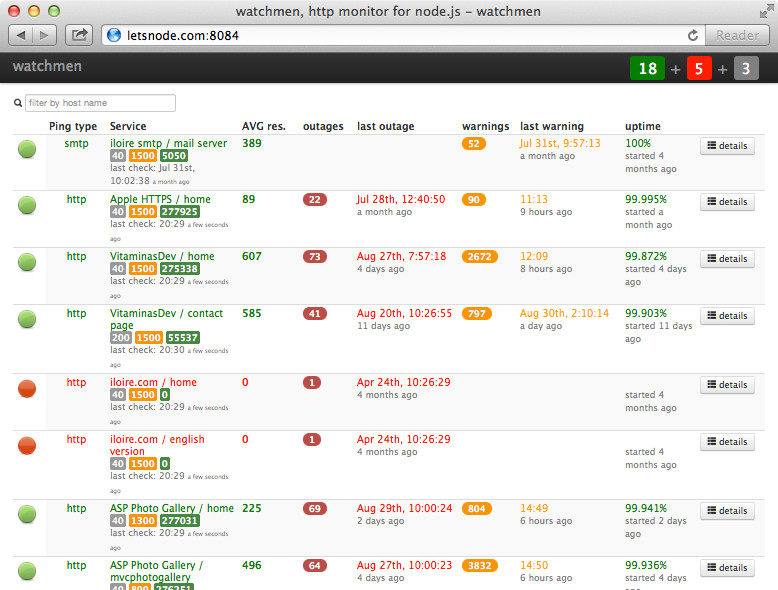 watchmen, http monitor for node.js – watchmen
letsnode.com:8084
Reader
watchmen 18 + 5 + 3
filter by host name
Ping type Service AVG res. outages last outage warnings last warning uptime
smtp iloire smtp / mail server 389 52 Jul 31st, 9:57:13 100% details
40 1500 5050 a month ago started 4
last check: Jul 31st, months ago
10:02:38 a month ago
http Apple HTTPS / home 89 22 Jul 28th, 12:40:50 90 11:13 99.995% details
40 1500 277925 a month ago 9 hours ago started a
last check: 20:29 a few seconds month ago
ago
http VitaminasDev / home 607 73 Aug 27th, 7:57:18 2672 12:09 99.872% details
40 1500 275338 4 days ago 8 hours ago started 4 days
last check: 20:29 a few seconds ago
ago
http VitaminasDev / contact 585 41 Aug 20th, 10:26:55 797 Aug 30th, 2:10:14 99.903% details
page 11 days ago a day ago started 11 days
200 1500 55537 ago
last check: 20:30 a few seconds
ago
http iloire.com / home 0 1 Apr 24th, 10:26:29 details
40 1500 0 4 months ago started 4
last check: 20:29 a few seconds months ago
ago
http iloire.com / english 0 1 Apr 24th, 10:26:29 details
version 4 months ago started 4
40 1500 0 months ago
last check: 20:29 a few seconds
ago
http ASP Photo Gallery / home 225 69 Aug 29th, 10:00:24 804 14:49 99.941% details
40 1300 277031 2 days ago 6 hours ago started 2 days
last check: 20:29 a few seconds ago
ago
http ASP Photo Gallery / 496 64 Aug 27th, 10:00:23 3832 14:50 99.936% details
mvcphotogallery 4 days ago 6 hours ago started 4 days